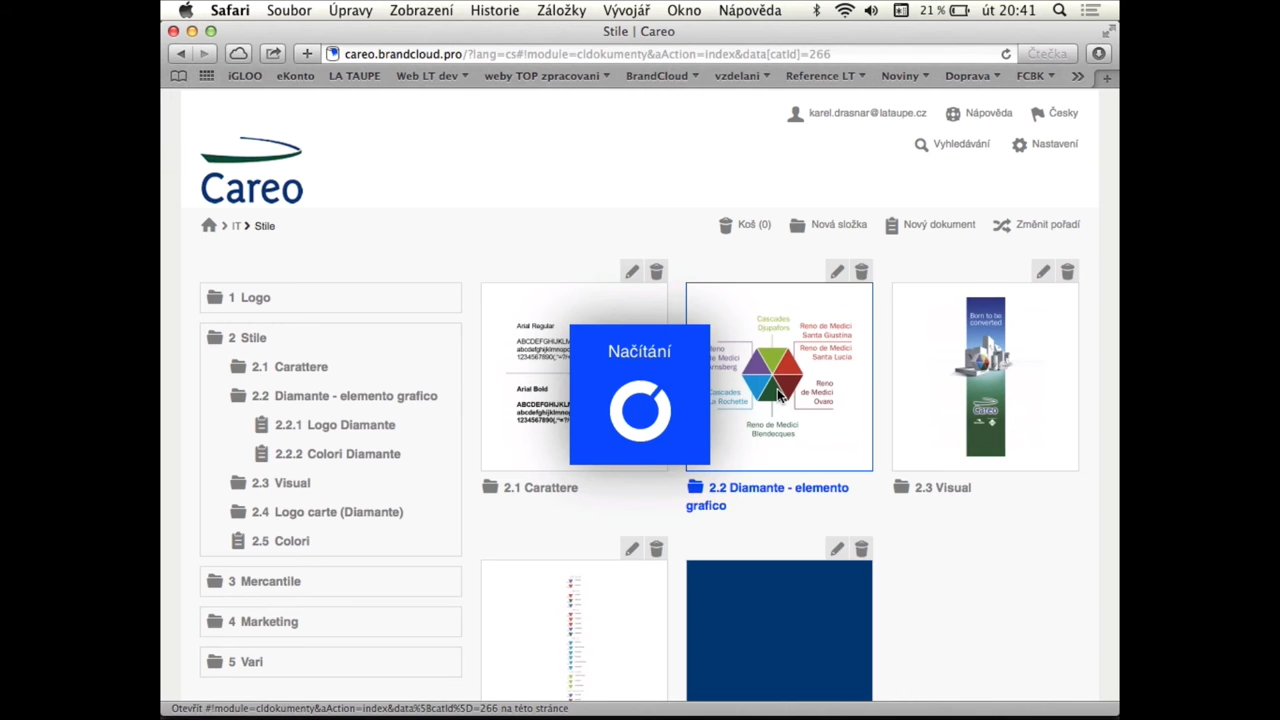 Safari Soubor Úpravy Zobrazení Historie Záložky Vývojář Okno Nápověda 21 % út 20:41
Stile | Careo
careo.brandcloud.pro/?lang=cs#!module=cldokumenty&aAction=index&data[catId]=266 Čtečka
iGLOO eKonto LA TAUPE Web LT dev weby TOP zpracovani BrandCloud vzdelani Reference LT Noviny Doprava FCBK
karel.drasnar@lataupe.cz Nápověda Česky
Vyhledávání Nastavení
Careo
IT Stile
Koš (0) Nová složka Nový dokument Změnit pořadí
1 Logo
2 Stile
2.1 Carattere
2.2 Diamante - elemento grafico
2.2.1 Logo Diamante
2.2.2 Colori Diamante
2.3 Visual
2.4 Logo carte (Diamante)
2.5 Colori
3 Mercantile
4 Marketing
5 Vari
Arial Regular
Arial Bold
Načítání
Cascades
Djupafors
Reno de Medici
Santa Giustina
Reno de Medici
Santa Lucia
Reno
de Medici
Ovaro
Reno de Medici
Blendecques
Reno
de Medici
Born to be
converted
Careo
2.1 Carattere
2.2 Diamante - elemento
grafico
2.3 Visual
Otevřít #!module=cldokumenty&aAction=index&data%5BcatId%5D=266 na této stránce